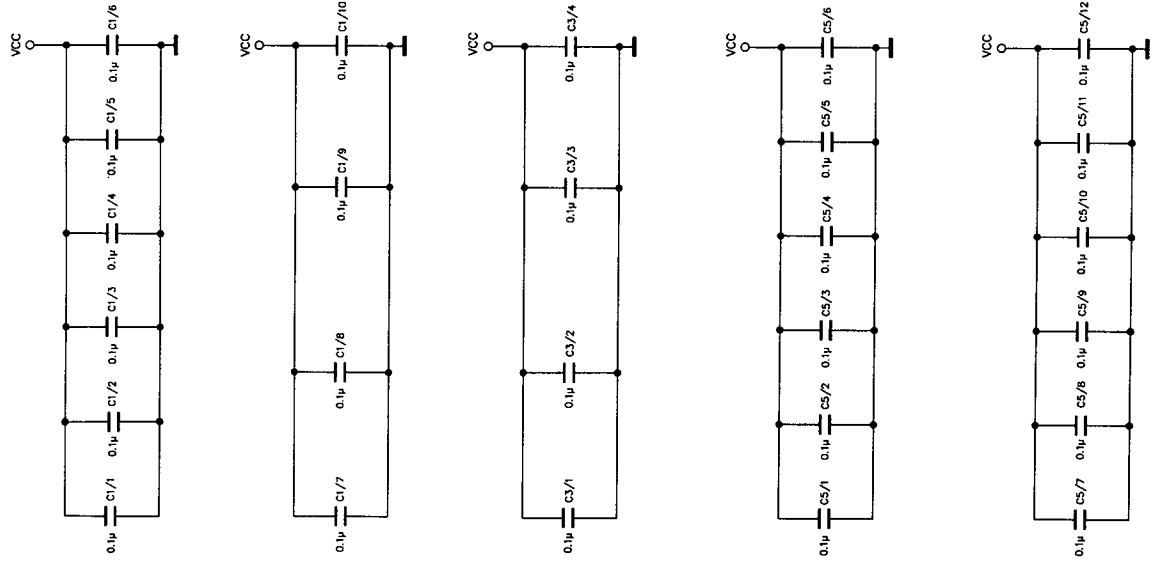 VCC
C1/6
0.1µ
C1/5
0.1µ
C1/4
0.1µ
C1/3
0.1µ
C1/2
0.1µ
C1/1
0.1µ
VCC
C1/10
0.1µ
C1/9
0.1µ
C1/8
0.1µ
C1/7
0.1µ
VCC
C3/4
0.1µ
C3/3
0.1µ
C3/2
0.1µ
C3/1
0.1µ
VCC
C5/6
0.1µ
C5/5
0.1µ
C5/4
0.1µ
C5/3
0.1µ
C5/2
0.1µ
C5/1
0.1µ
VCC
C5/12
0.1µ
C5/11
0.1µ
C5/10
0.1µ
C5/9
0.1µ
C5/8
0.1µ
C5/7
0.1µ